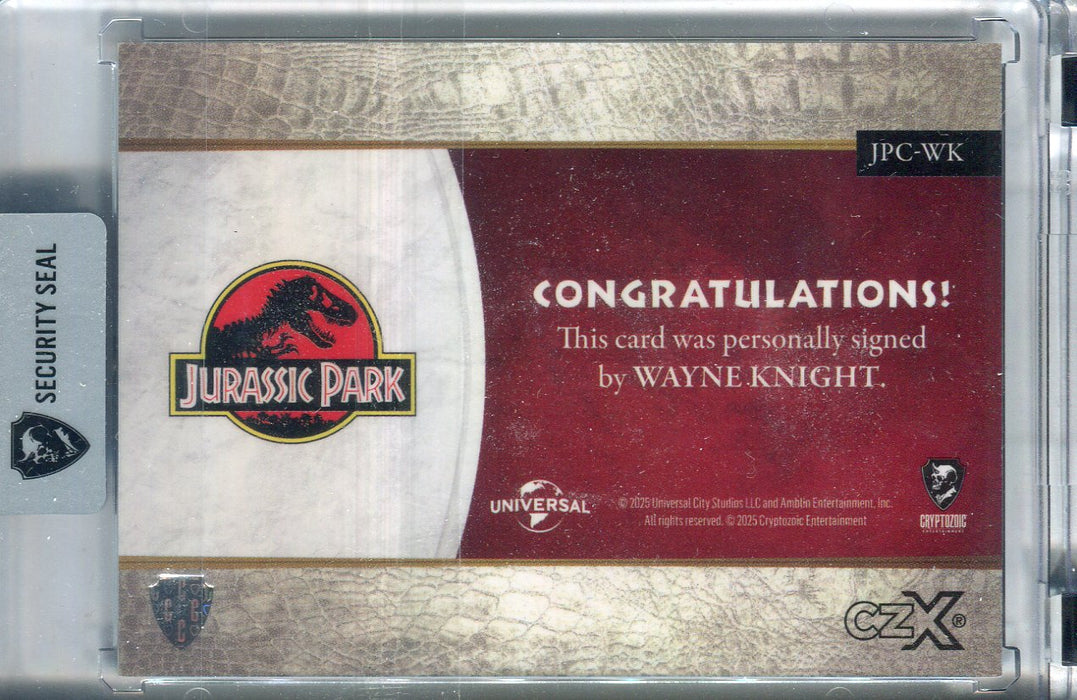 JPC-WK
SECURITY SEAL
JURASSIC PARK
CONGRATULATIONS!
This card was personally signed
by WAYNE KNIGHT.
UNIVERSAL
© 2025 Universal City Studios LLC and Amblin Entertainment, Inc.
All rights reserved. © 2025 Cryptozoic Entertainment
CRYPTOZOIC
ENTERTAINMENT
CZX®